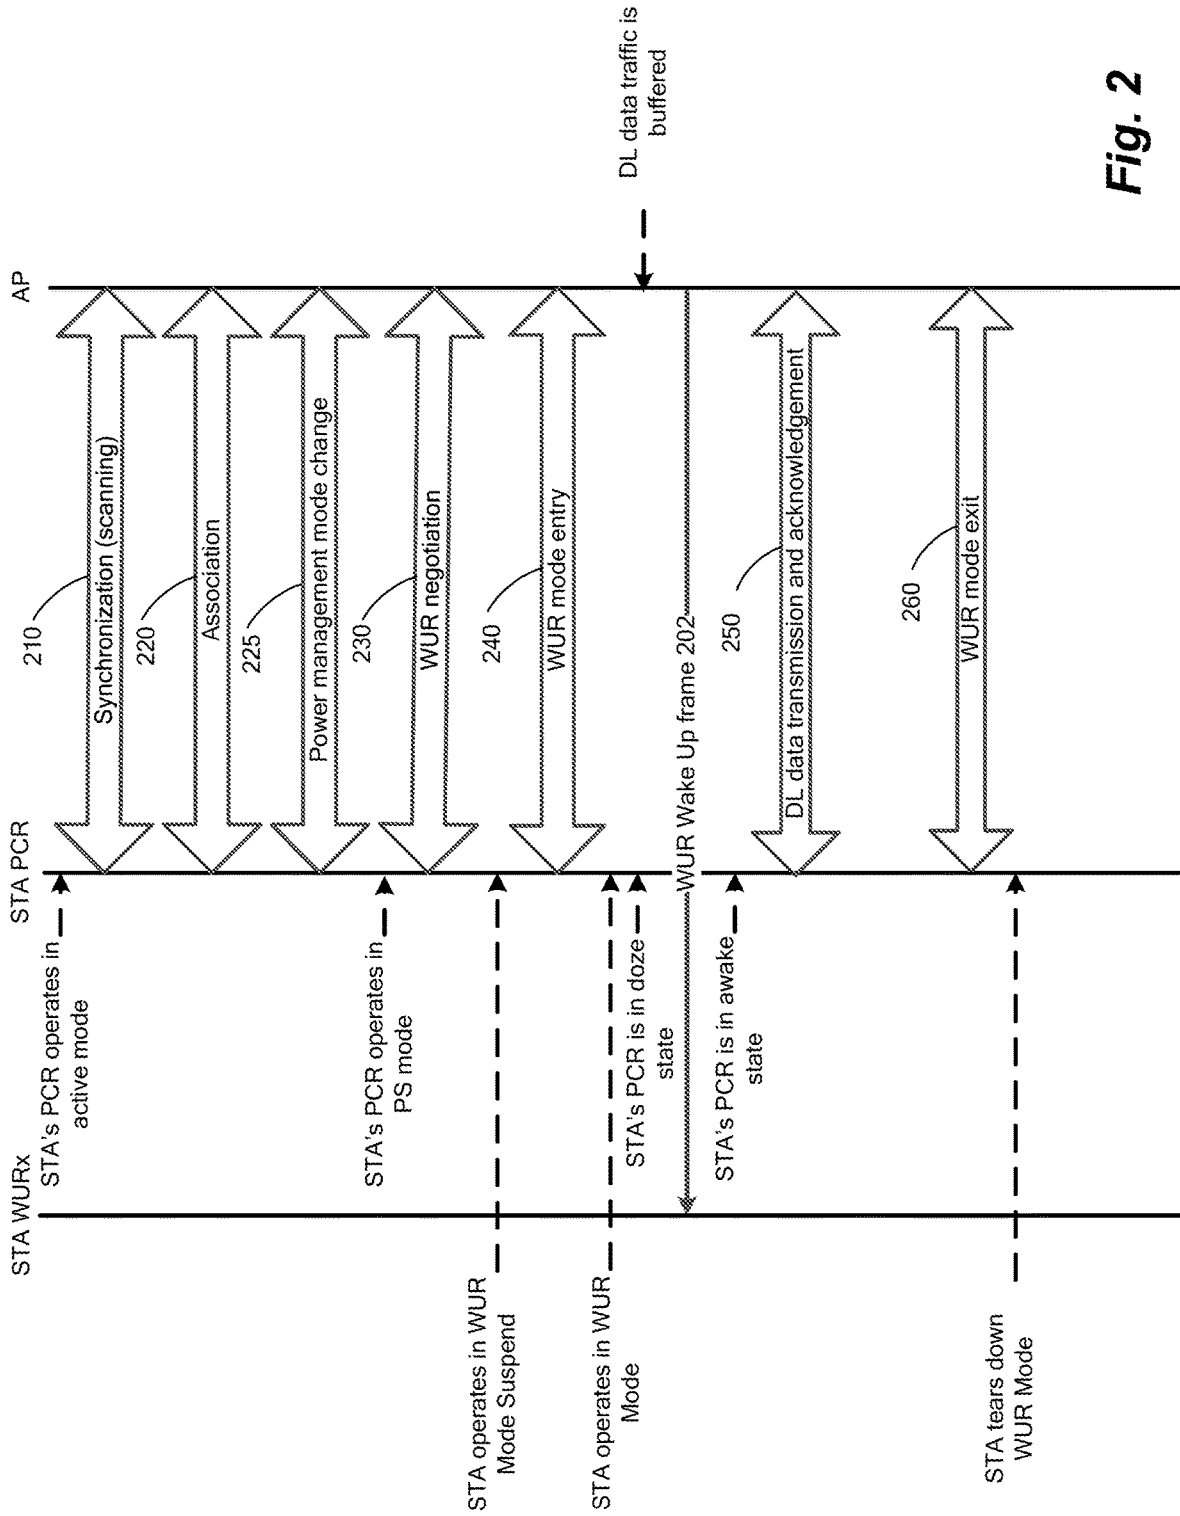 STA WURx
STA PCR
AP
STA's PCR operates in
active mode
210
Synchronization (scanning)
220
Association
225
Power management mode change
STA's PCR operates in
PS mode
230
WUR negotiation
STA operates in WUR
Mode Suspend
240
WUR mode entry
STA operates in WUR
Mode
STA's PCR is in doze
state
DL data traffic is
buffered
WUR Wake Up frame 202
STA's PCR is in awake
state
250
DL data transmission and acknowledgement
260
WUR mode exit
STA tears down
WUR Mode
Fig. 2